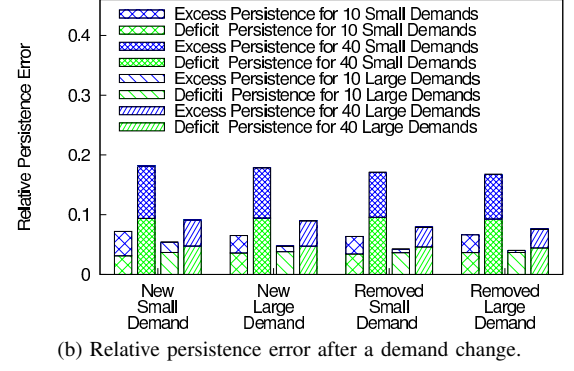 0.4
0.3
0.2
0.1
0
Relative Persistence Error
Excess Persistence for 10 Small Demands
Deficit Persistence for 10 Small Demands
Excess Persistence for 40 Small Demands
Deficit Persistence for 40 Small Demands
Excess Persistence for 10 Large Demands
Deficiti Persistence for 10 Large Demands
Excess Persistence for 40 Large Demands
Deficit Persistence for 40 Large Demands
New Small Demand
New Large Demand
Removed Small Demand
Removed Large Demand
(b) Relative persistence error after a demand change.